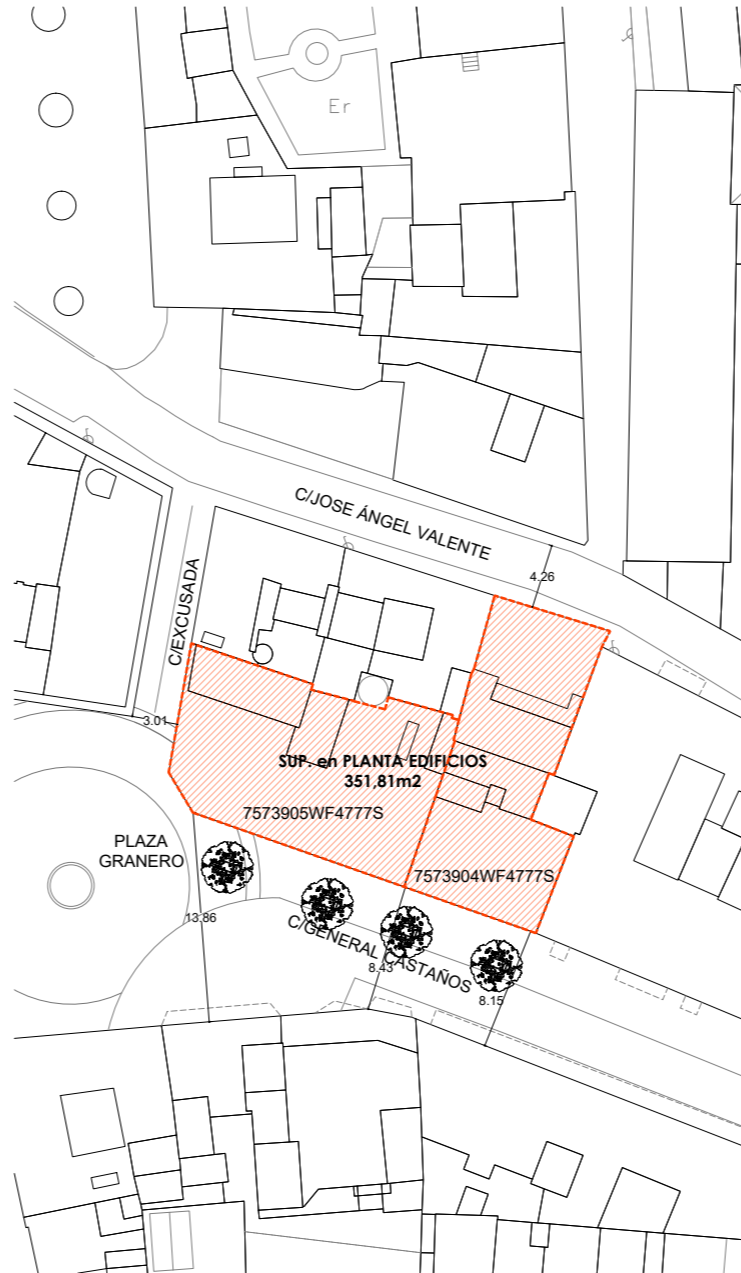 Er
C/JOSE ÁNGEL VALENTE
4.26
C/EXCUSADA
3.01
SUP. en PLANTA EDIFICIOS
351,81m2
7573905WF4777S
PLAZA
GRANERO
7573904WF4777S
13.86
C/GENERAL CASTAÑOS
8.43
8.15